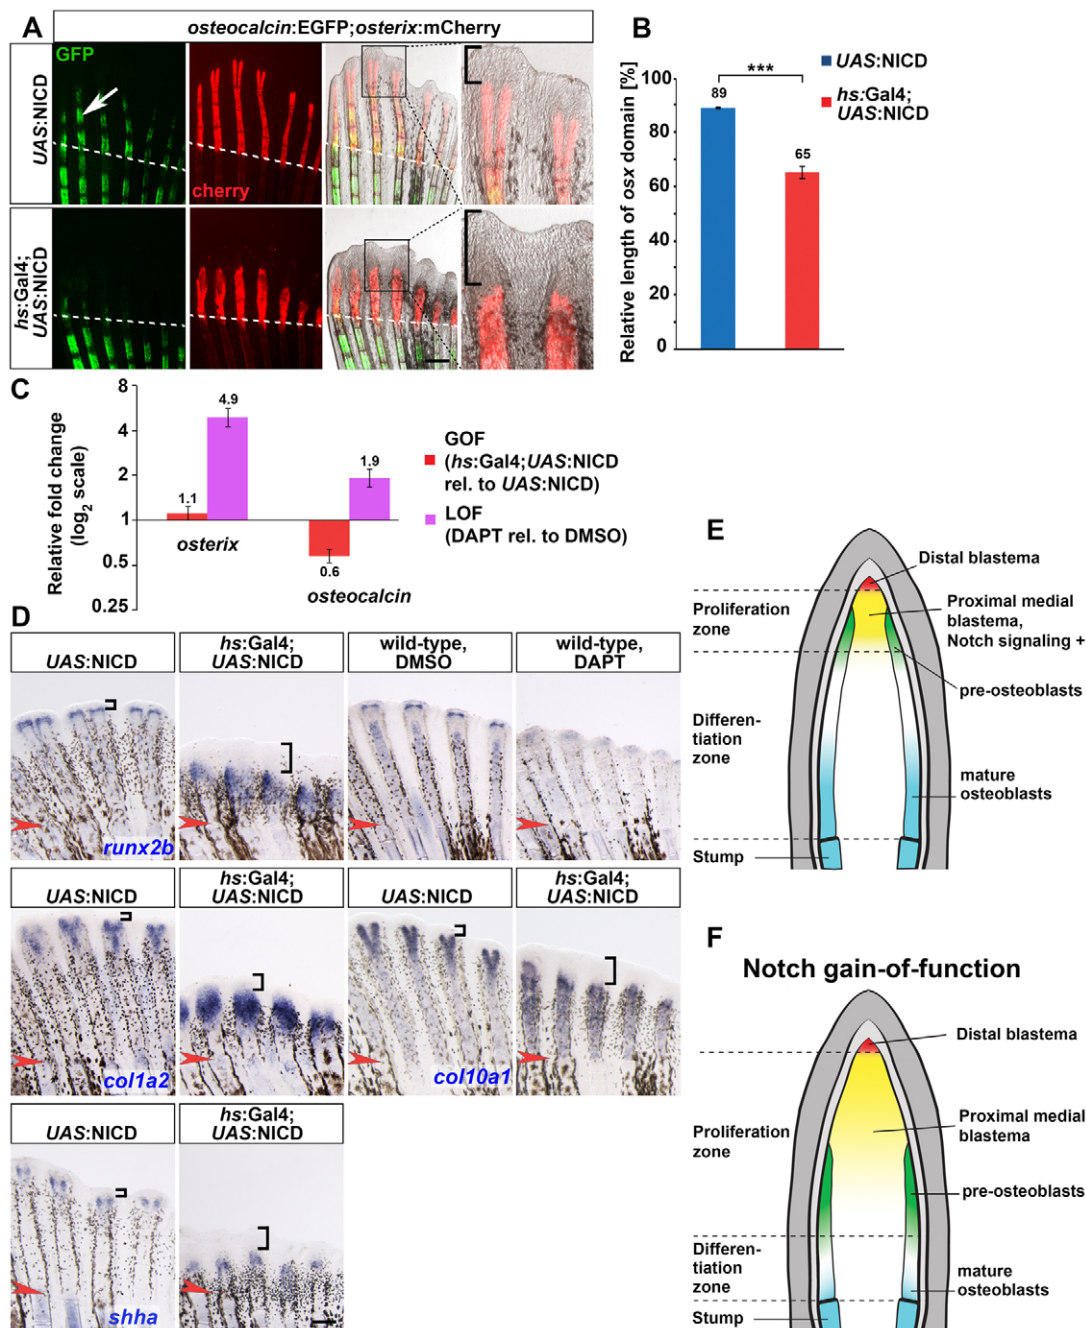 A
osteocalcin:EGFP;osterix:mCherry
UAS:NICD
GFP
cherry
hs:Gal4;
UAS:NICD
B
UAS:NICD
hs:Gal4;
UAS:NICD
Relative length of osx domain [%]
100
80
60
40
20
0
89
***
65
C
Relative fold change
(log2 scale)
8
4
2
1
0.5
0.25
1.1
4.9
osterix
0.6
1.9
osteocalcin
GOF
(hs:Gal4;UAS:NICD
rel. to UAS:NICD)
LOF
(DAPT rel. to DMSO)
D
UAS:NICD
hs:Gal4;
UAS:NICD
wild-type,
DMSO
wild-type,
DAPT
runx2b
UAS:NICD
hs:Gal4;
UAS:NICD
UAS:NICD
hs:Gal4;
UAS:NICD
col1a2
col10a1
UAS:NICD
hs:Gal4;
UAS:NICD
shha
E
Distal blastema
Proliferation
zone
Proximal medial
blastema,
Notch signaling +
pre-osteoblasts
Differen-
tiation
zone
mature
osteoblasts
Stump
F
Notch gain-of-function
Distal blastema
Proliferation
zone
Proximal medial
blastema
pre-osteoblasts
Differen-
tiation
zone
mature
osteoblasts
Stump